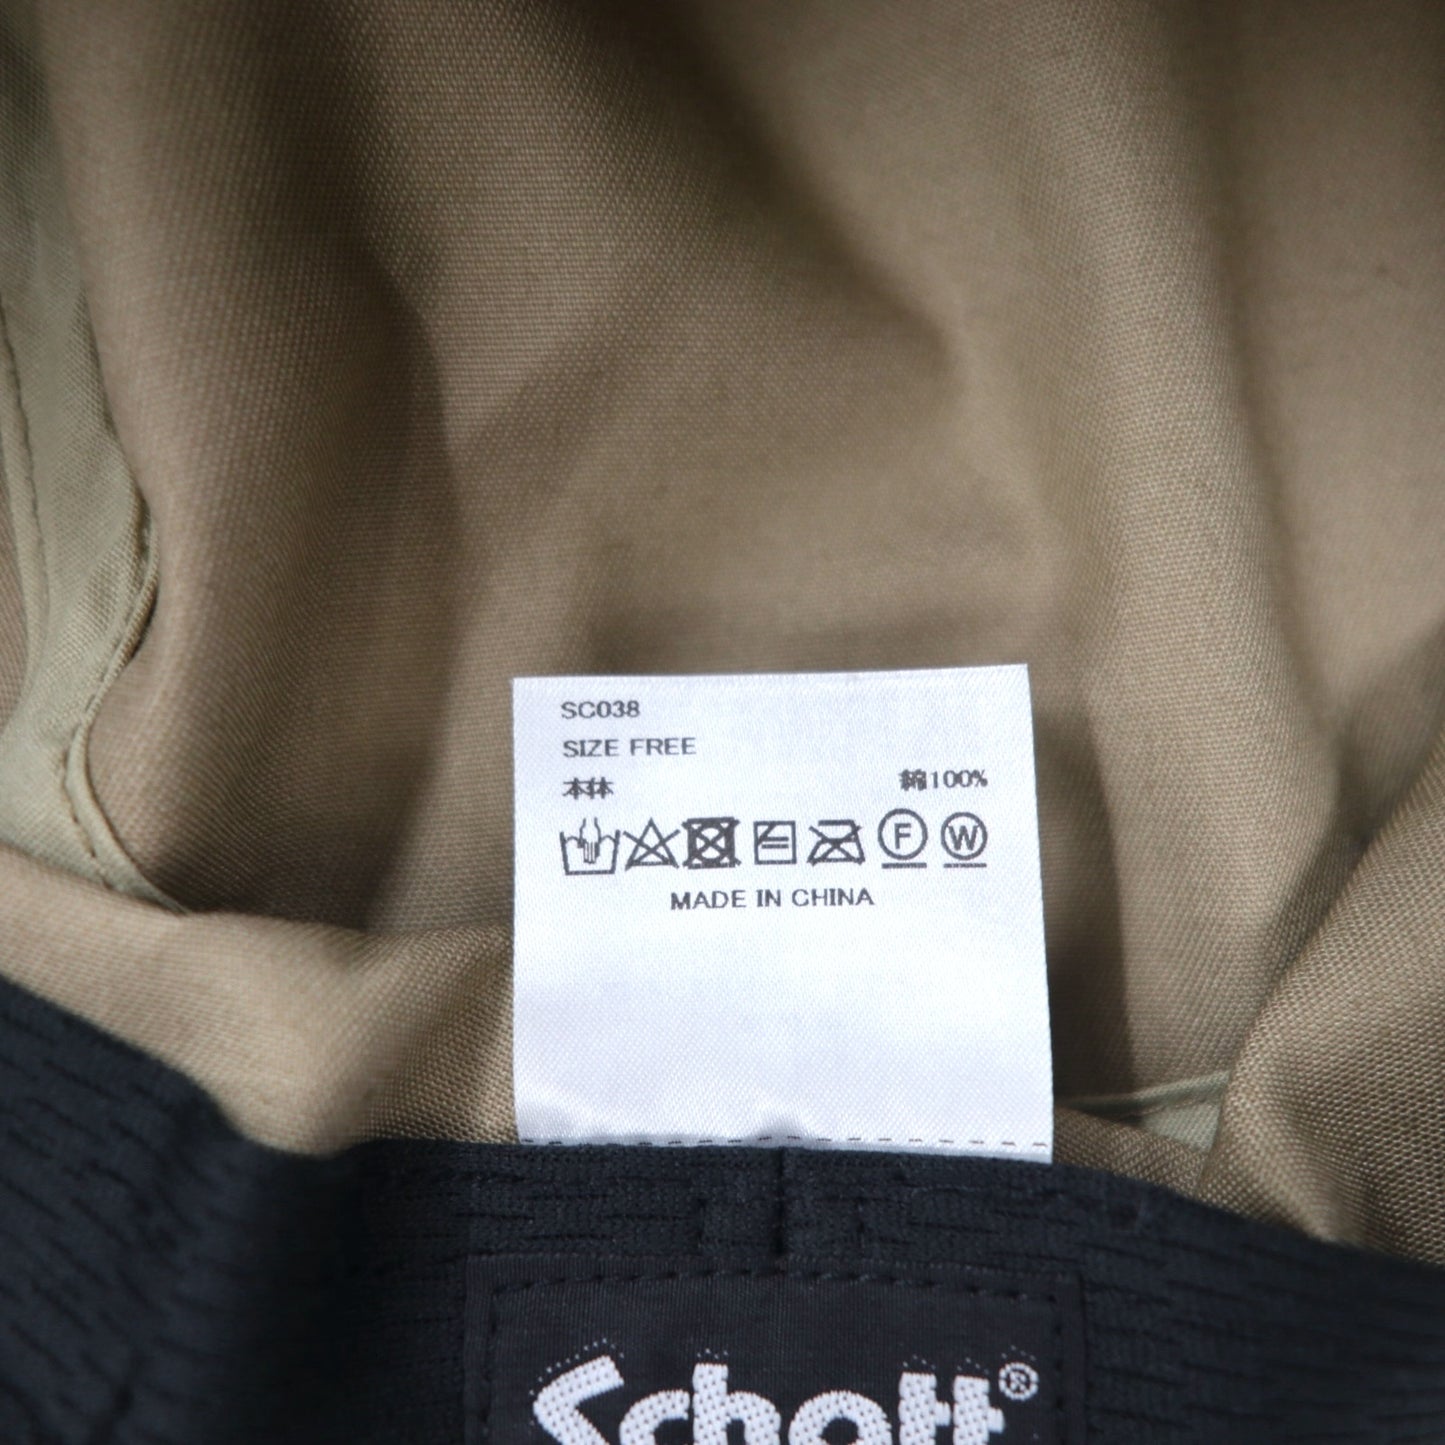 SC038
SIZE FREE
本体 綿100%
F W
MADE IN CHINA
Schott®